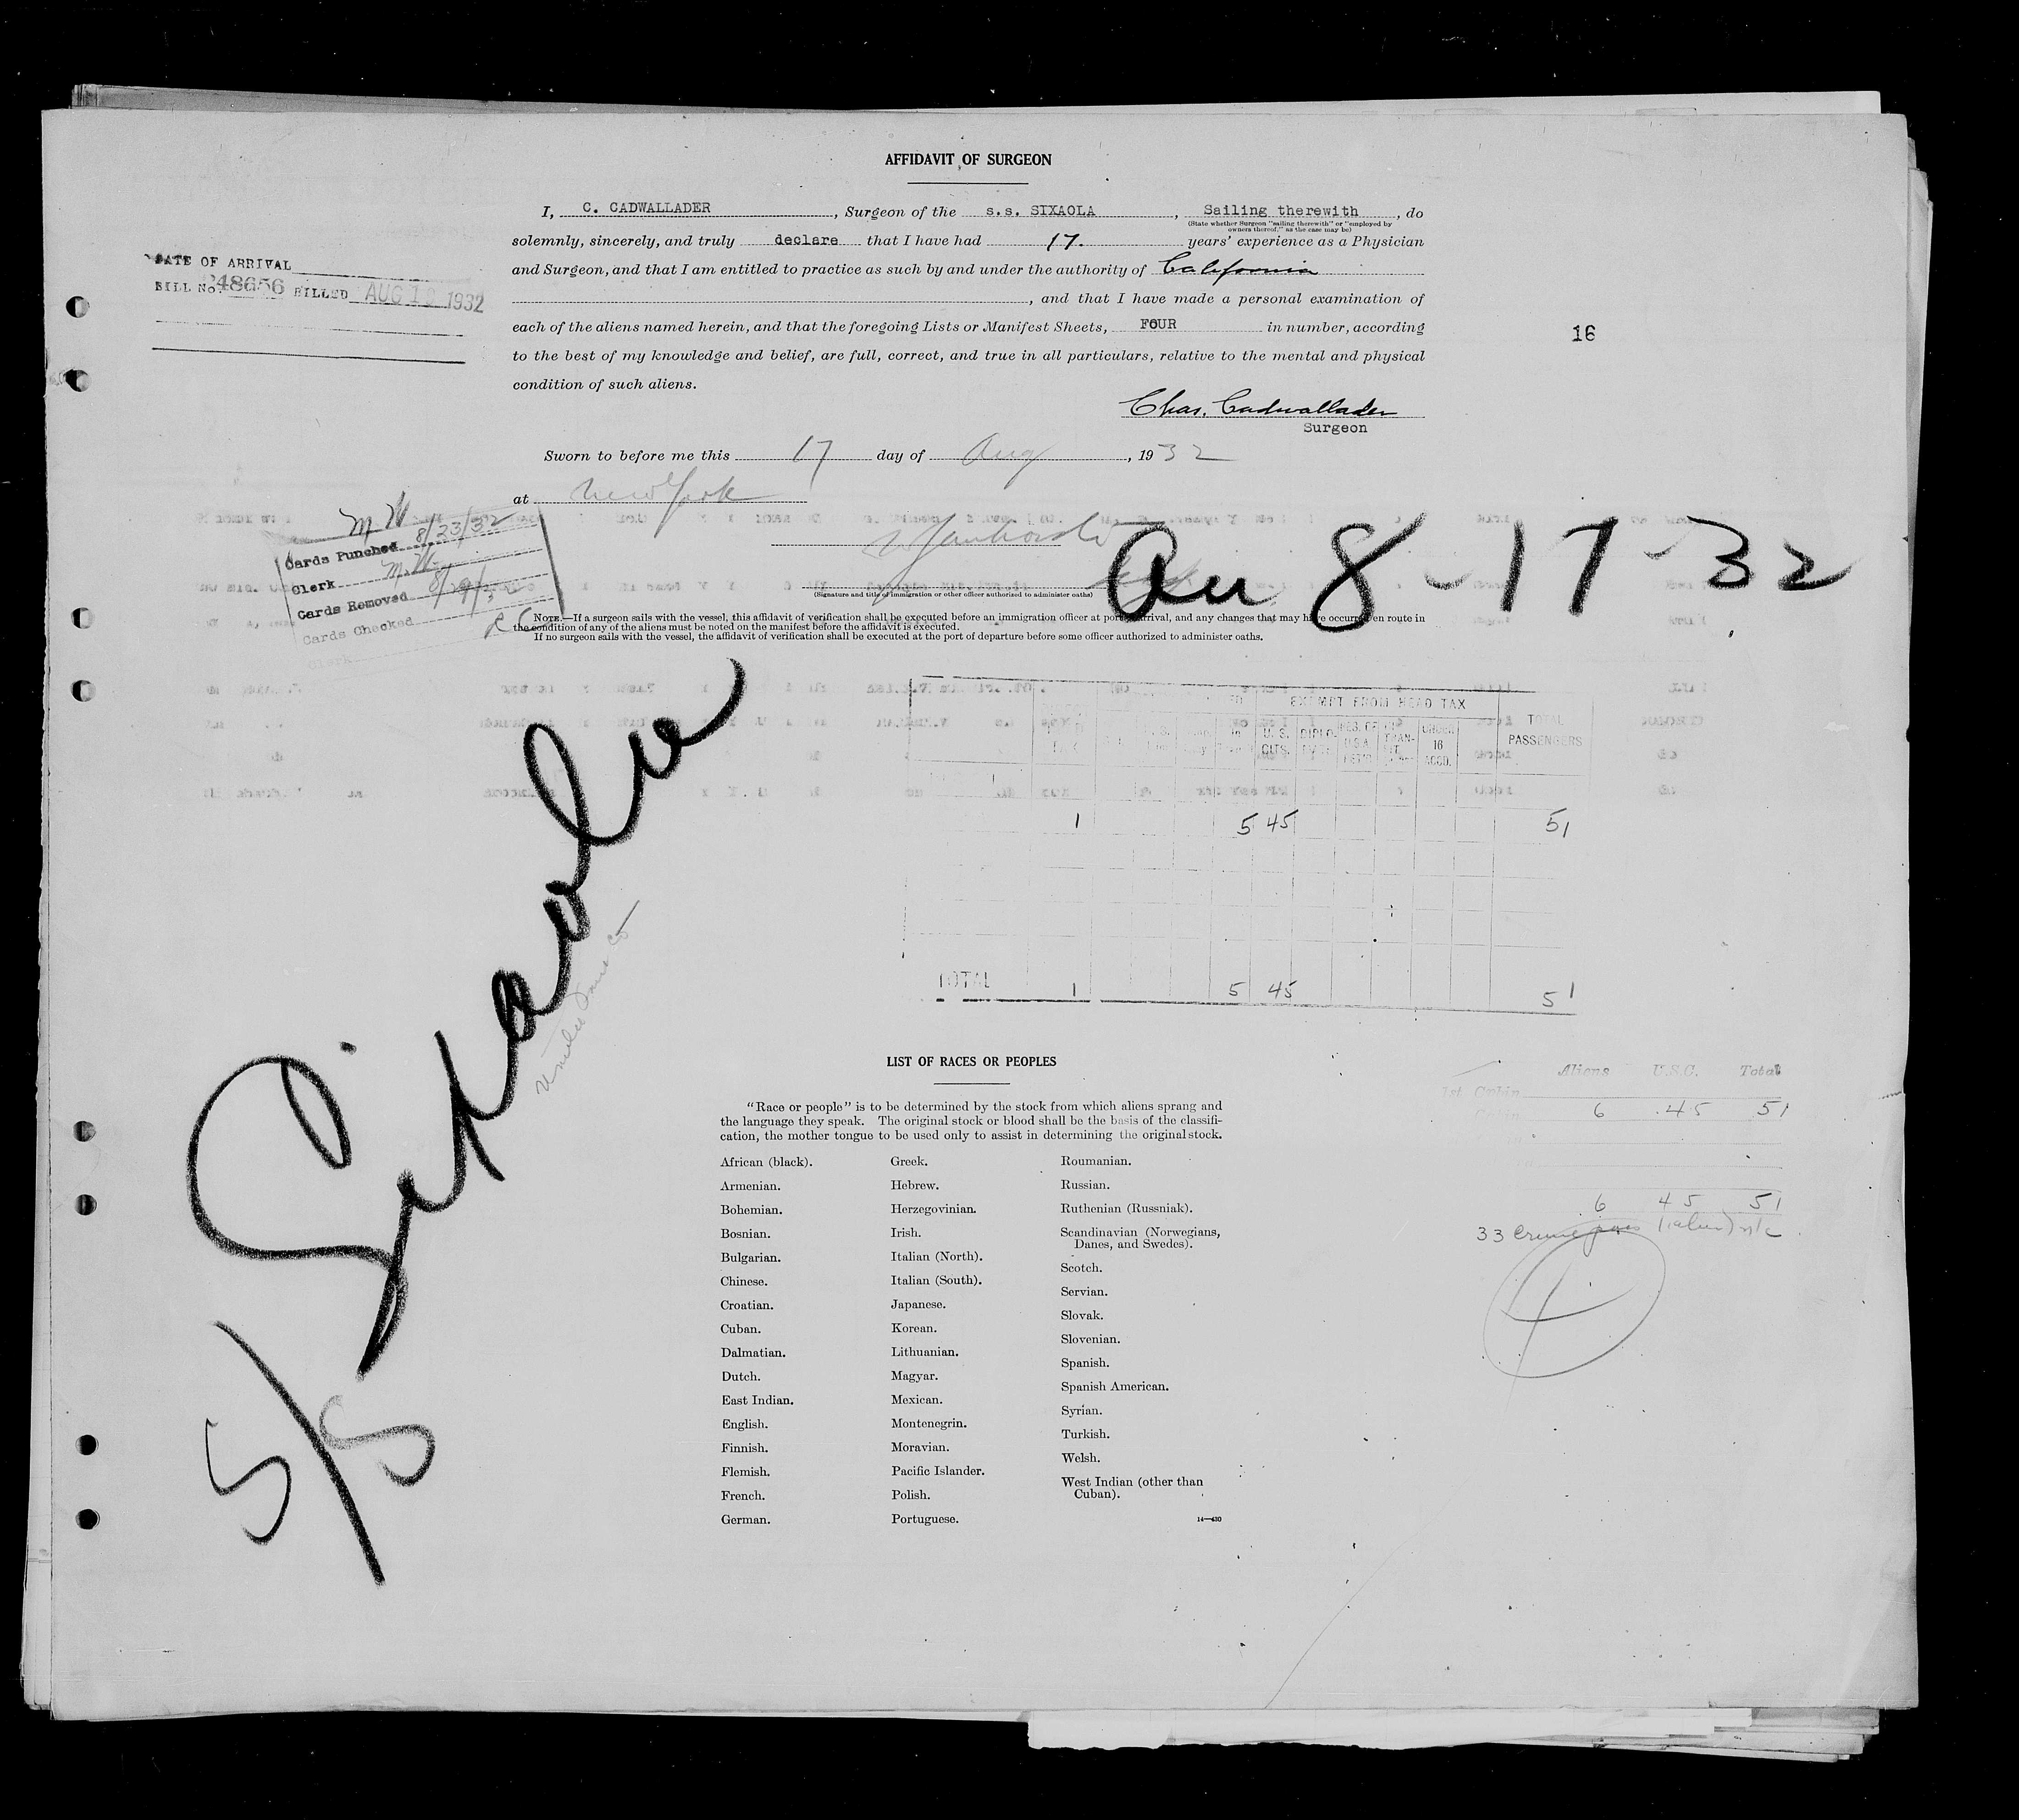 AFFIDAVIT OF SURGEON
I, C. CADWALLADER, Surgeon of the s.s. SIXAOLA, Sailing therewith, do
(State whether Surgeon "sailing therewith" or "employed by
owners thereof," as the case may be)
solemnly, sincerely, and truly declare that I have had 17. years' experience as a Physician
and Surgeon, and that I am entitled to practice as such by and under the authority of California
, and that I have made a personal examination of
each of the aliens named herein, and that the foregoing Lists or Manifest Sheets, FOUR in number, according
to the best of my knowledge and belief, are full, correct, and true in all particulars, relative to the mental and physical
condition of such aliens.
Chas. Cadwallader
Surgeon
Sworn to before me this 17 day of Aug, 1932
at New York
(Signature and title of immigration or other officer authorized to administer oaths)
NOTE.—If a surgeon sails with the vessel, this affidavit of verification shall be executed before an immigration officer at port of arrival, and any changes that may have occurred en route in
the condition of any of the aliens must be noted on the manifest before the affidavit is executed.
If no surgeon sails with the vessel, the affidavit of verification shall be executed at the port of departure before some officer authorized to administer oaths.
DATE OF ARRIVAL
BILL No. 248656 BILLED AUG 1 1932
16
M W
Cards Punched 8/23/32
Clerk M.W.
Cards Removed
Cards Checked
Clerk
Arr 8-17-32
S/S Sixaola
EXEMPT FROM HEAD TAX
U.S. CITS. DIPLO. RES. OF U.S.A. TRANSIT 16 ACCD. TOTAL PASSENGERS
1 5 45 51
TOTAL 1 5 45 51
LIST OF RACES OR PEOPLES
"Race or people" is to be determined by the stock from which aliens sprang and
the language they speak. The original stock or blood shall be the basis of the classifi-
cation, the mother tongue to be used only to assist in determining the original stock.
African (black).
Armenian.
Bohemian.
Bosnian.
Bulgarian.
Chinese.
Croatian.
Cuban.
Dalmatian.
Dutch.
East Indian.
English.
Finnish.
Flemish.
French.
German.
Greek.
Hebrew.
Herzegovinian.
Irish.
Italian (North).
Italian (South).
Japanese.
Korean.
Lithuanian.
Magyar.
Mexican.
Montenegrin.
Moravian.
Pacific Islander.
Polish.
Portuguese.
Roumanian.
Russian.
Ruthenian (Russniak).
Scandinavian (Norwegians,
Danes, and Swedes).
Scotch.
Servian.
Slovak.
Slovenian.
Spanish.
Spanish American.
Syrian.
Turkish.
Welsh.
West Indian (other than
Cuban).
14—430
Aliens U.S.C. Total
1st Cabin
6 45 51
6 45 51
33